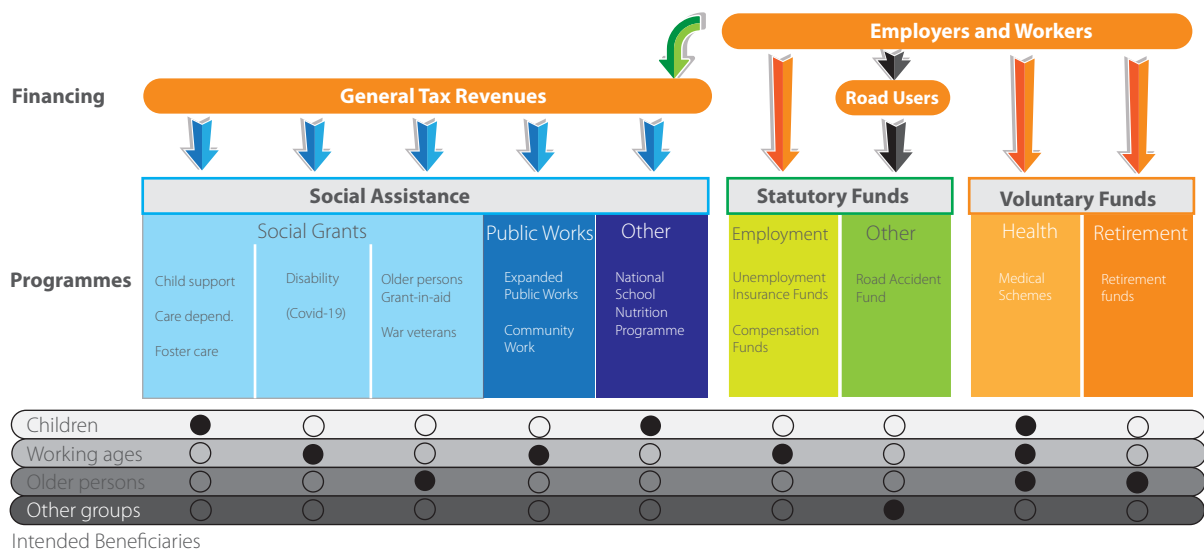 Employers and Workers
Financing
General Tax Revenues
Road Users
Social Assistance
Statutory Funds
Voluntary Funds
Programmes
Social Grants
Child support
Care depend.
Foster care
Disability
(Covid-19)
Older persons
Grant-in-aid
War veterans
Public Works
Expanded
Public Works
Community
Work
Other
National
School
Nutrition
Programme
Employment
Unemployment
Insurance Funds
Compensation
Funds
Other
Road Accident
Fund
Health
Medical
Schemes
Retirement
Retirement
funds
Children
Working ages
Older persons
Other groups
Intended Beneficiaries